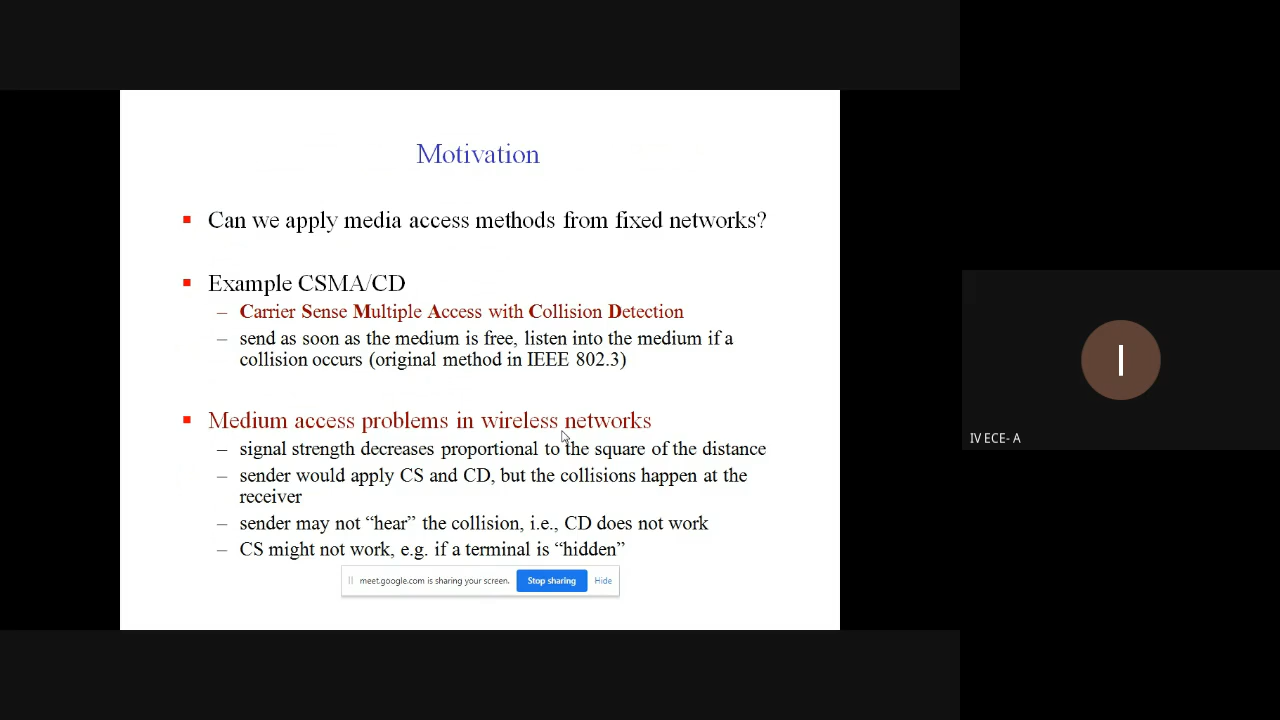 Motivation
Can we apply media access methods from fixed networks?
Example CSMA/CD
– Carrier Sense Multiple Access with Collision Detection
– send as soon as the medium is free, listen into the medium if a
collision occurs (original method in IEEE 802.3)
Medium access problems in wireless networks
– signal strength decreases proportional to the square of the distance
– sender would apply CS and CD, but the collisions happen at the
receiver
– sender may not “hear” the collision, i.e., CD does not work
– CS might not work, e.g. if a terminal is “hidden”
meet.google.com is sharing your screen. Stop sharing Hide
I
IV ECE- A